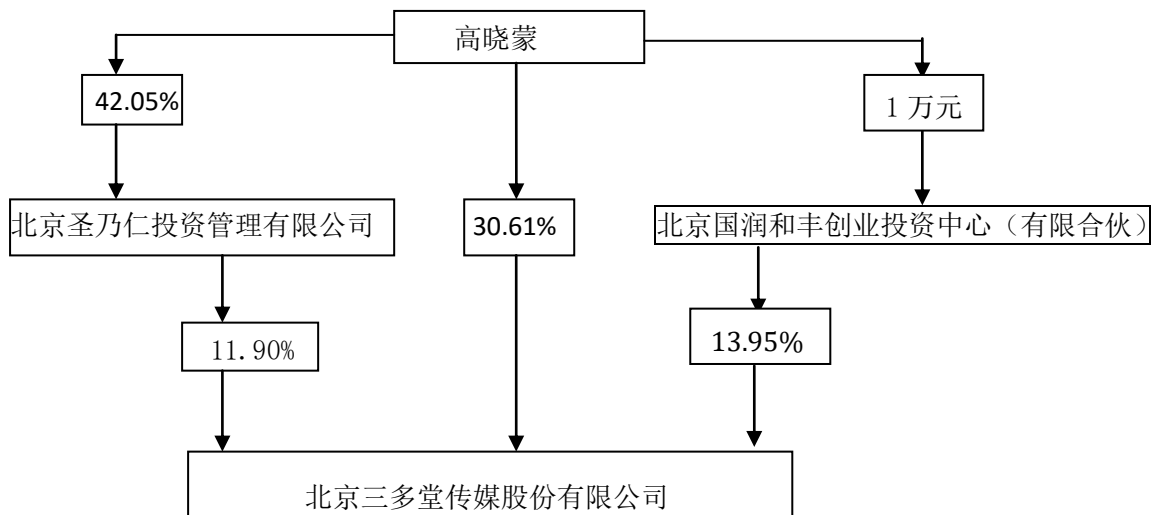 高晓蒙
42.05%
1 万元
北京圣乃仁投资管理有限公司
30.61%
北京国润和丰创业投资中心（有限合伙）
11.90%
13.95%
北京三多堂传媒股份有限公司